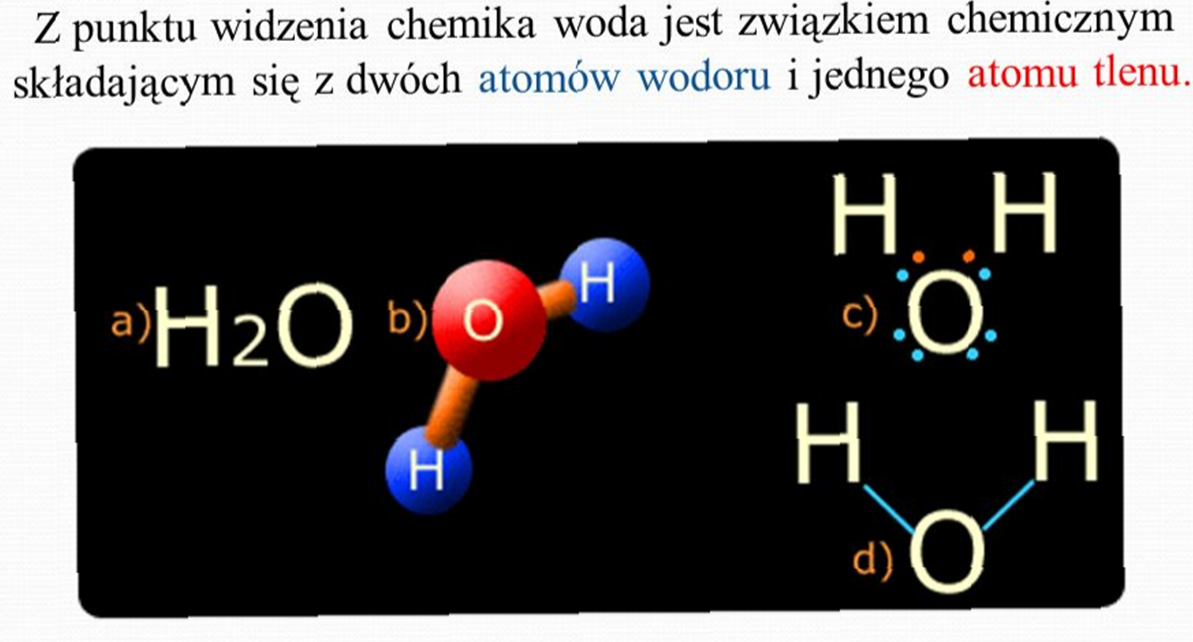 Z punktu widzenia chemika woda jest związkiem chemicznym
składającym się z dwóch atomów wodoru i jednego atomu tlenu.
a) H2O
b) O
H
H
H H
c) O
H H
d) O